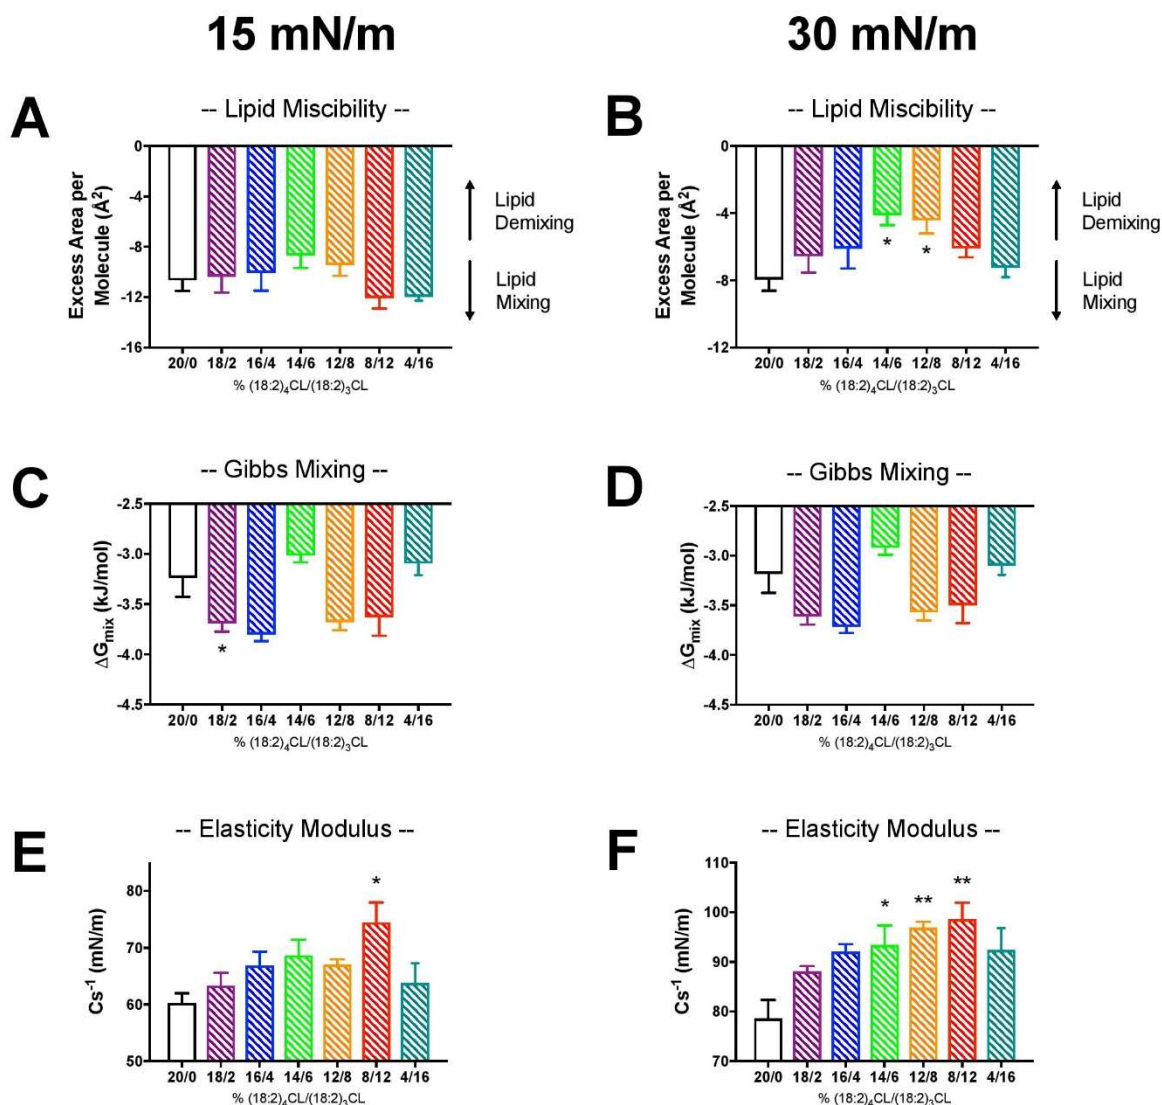 15 mN/m
30 mN/m
A
-- Lipid Miscibility --
Excess Area per
Molecule (Å²)
0
-4
-8
-12
-16
20/0 18/2 16/4 14/6 12/8 8/12 4/16
% (18:2)₄CL/(18:2)₃CL
Lipid
Demixing
Lipid
Mixing
B
-- Lipid Miscibility --
Excess Area per
Molecule (Å²)
0
-4
-8
-12
* *
20/0 18/2 16/4 14/6 12/8 8/12 4/16
% (18:2)₄CL/(18:2)₃CL
Lipid
Demixing
Lipid
Mixing
C
-- Gibbs Mixing --
ΔGmix (kJ/mol)
-2.5
-3.0
-3.5
-4.0
-4.5
*
20/0 18/2 16/4 14/6 12/8 8/12 4/16
% (18:2)₄CL/(18:2)₃CL
D
-- Gibbs Mixing --
ΔGmix (kJ/mol)
-2.5
-3.0
-3.5
-4.0
-4.5
20/0 18/2 16/4 14/6 12/8 8/12 4/16
% (18:2)₄CL/(18:2)₃CL
E
-- Elasticity Modulus --
Cs⁻¹ (mN/m)
80
70
60
50
*
20/0 18/2 16/4 14/6 12/8 8/12 4/16
% (18:2)₄CL/(18:2)₃CL
F
-- Elasticity Modulus --
Cs⁻¹ (mN/m)
110
100
90
80
70
* ** **
20/0 18/2 16/4 14/6 12/8 8/12 4/16
% (18:2)₄CL/(18:2)₃CL